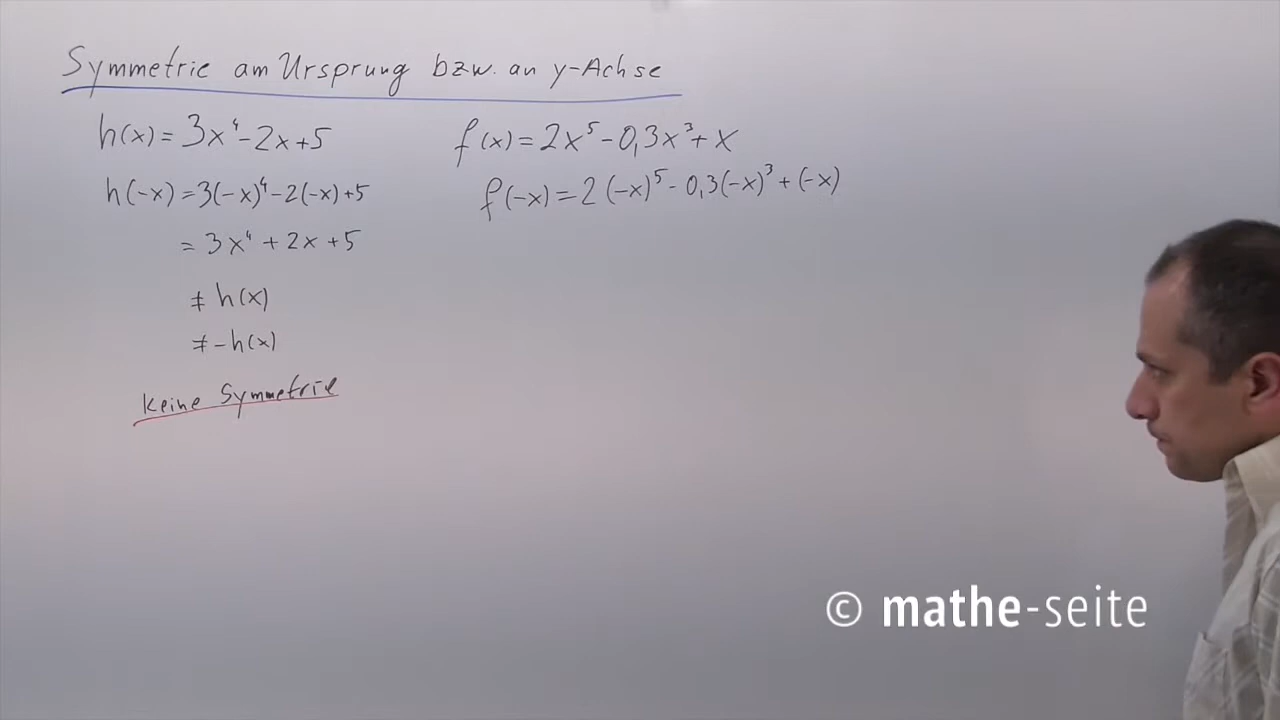 Symmetrie am Ursprung bzw. an y-Achse
h(x) = 3x⁴ - 2x + 5
h(-x) = 3(-x)⁴ - 2(-x) + 5
= 3x⁴ + 2x + 5
≠ h(x)
≠ -h(x)
keine Symmetrie
f(x) = 2x⁵ - 0,3x³ + x
f(-x) = 2(-x)⁵ - 0,3(-x)³ + (-x)
© mathe-seite